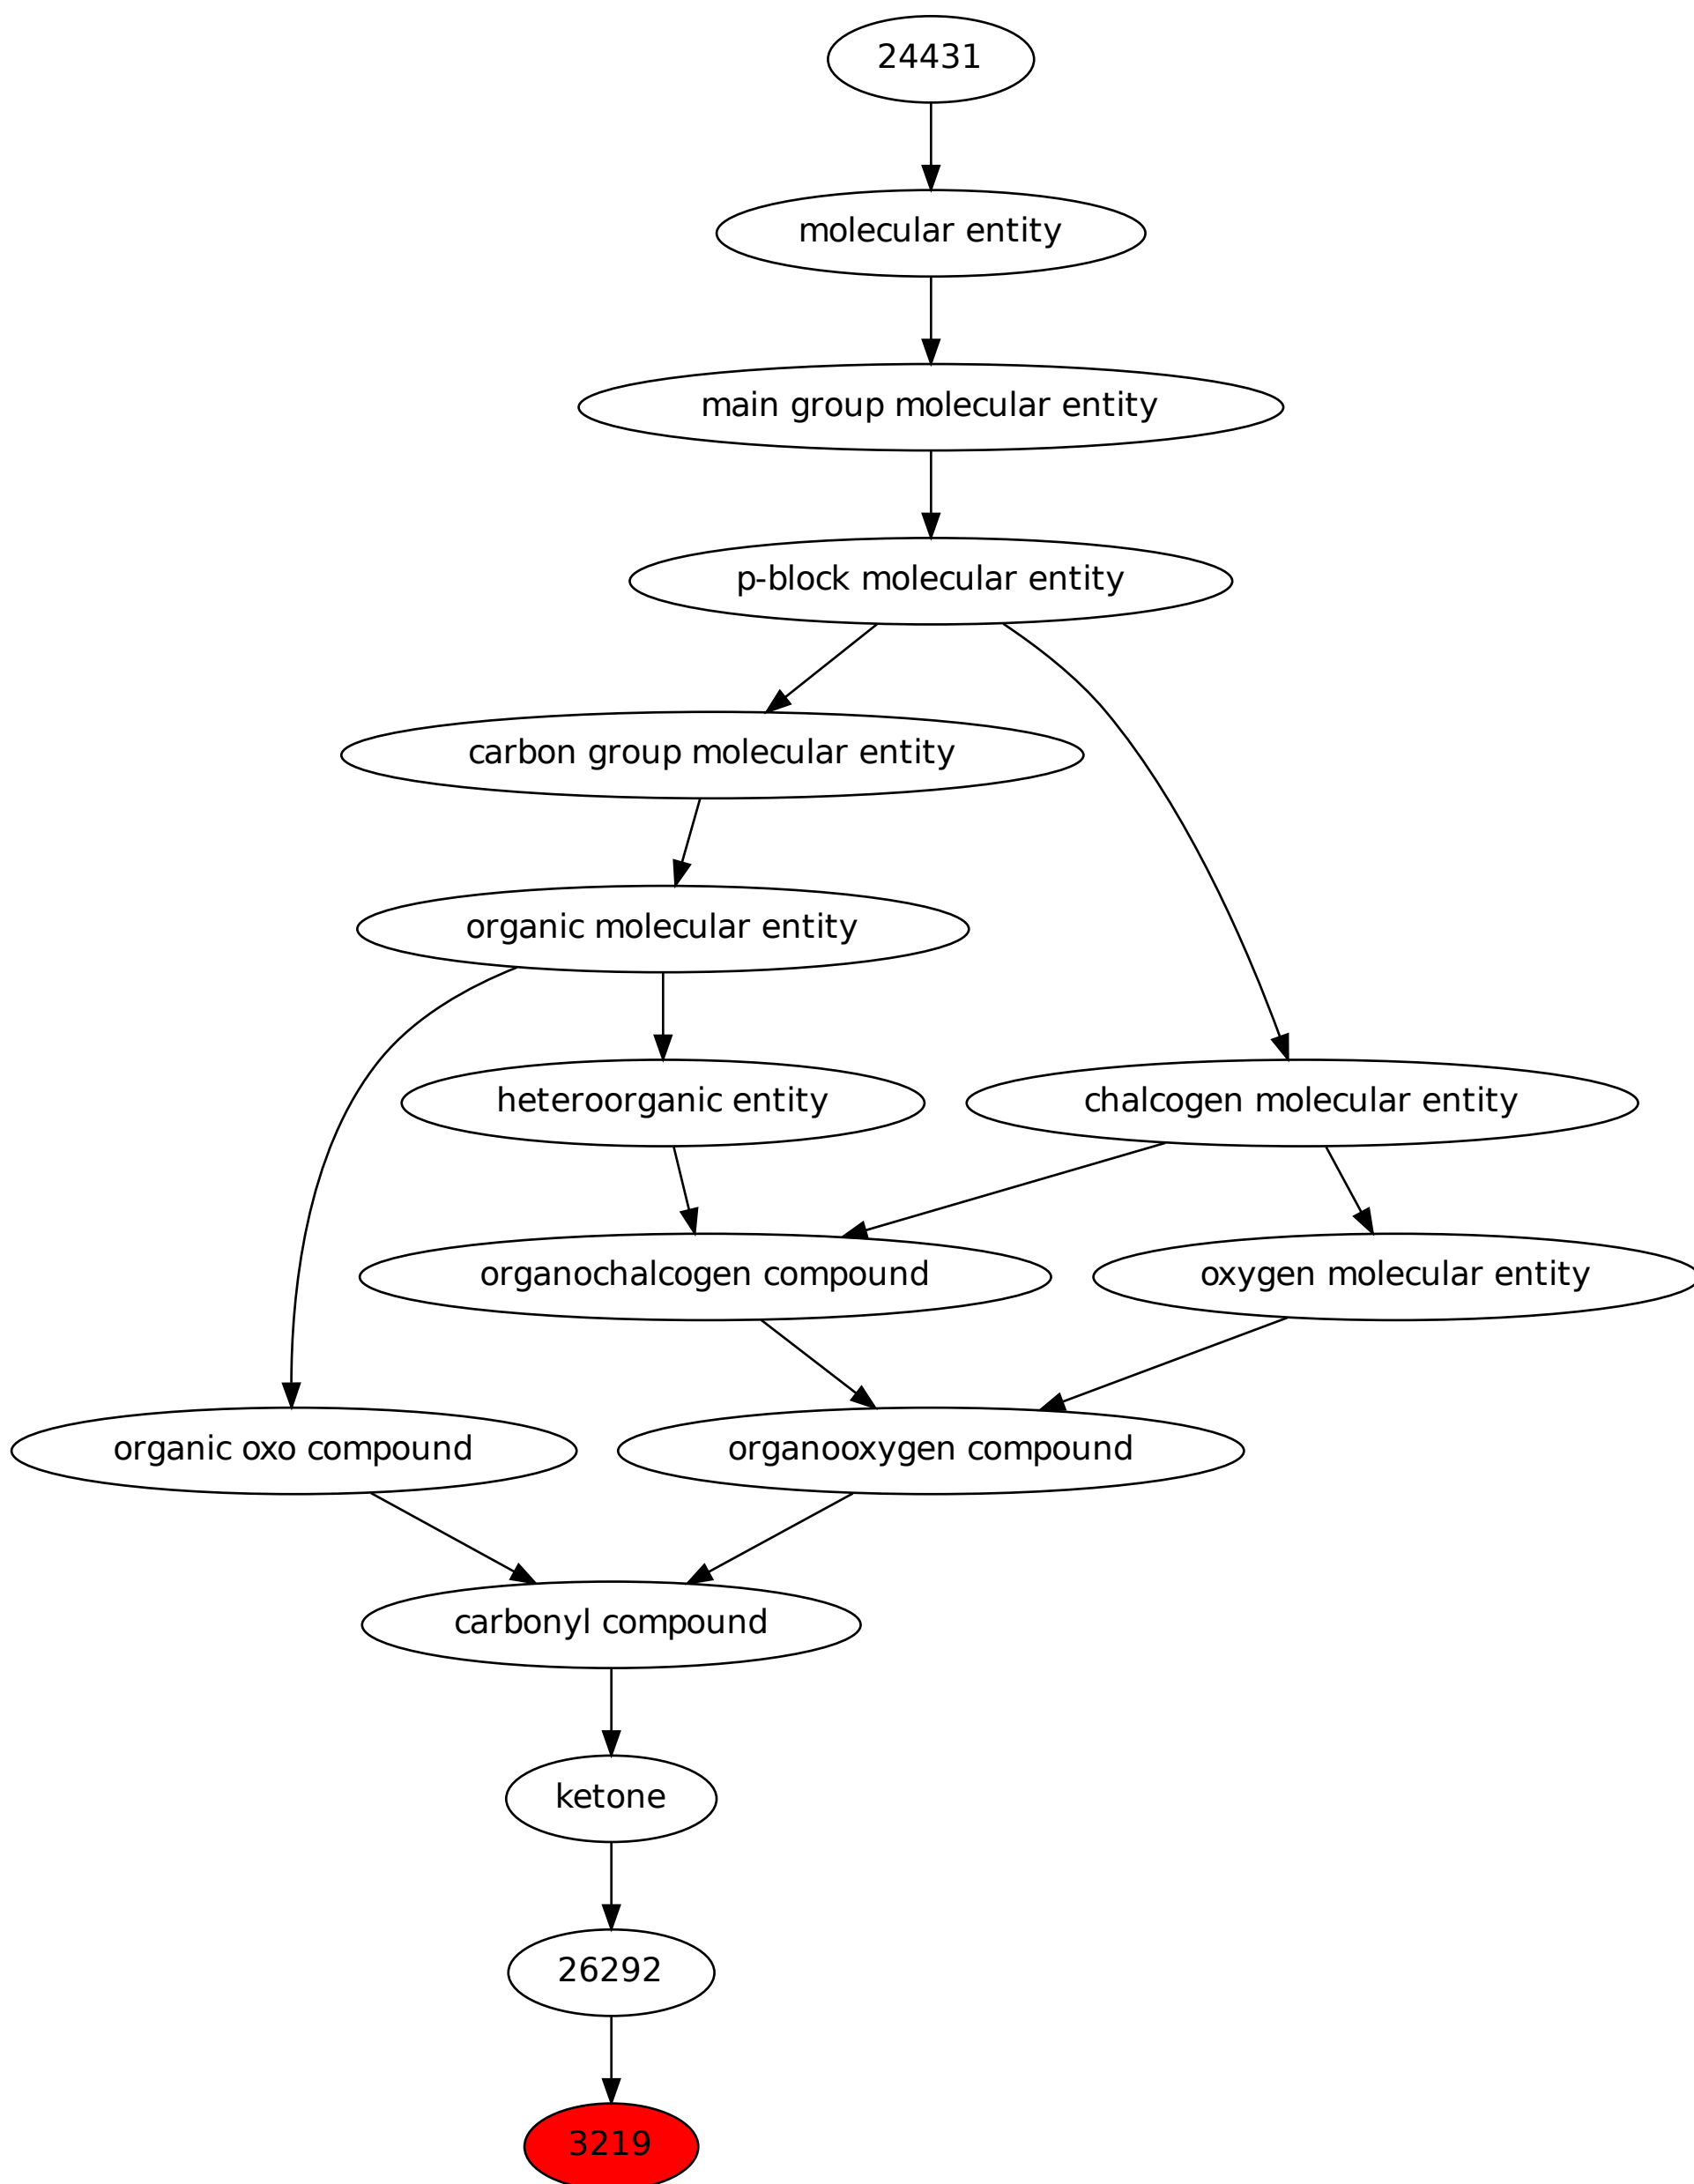 24431
molecular entity
main group molecular entity
p-block molecular entity
carbon group molecular entity
organic molecular entity
heteroorganic entity
chalcogen molecular entity
organochalcogen compound
oxygen molecular entity
organic oxo compound
organooxygen compound
carbonyl compound
ketone
26292
3219